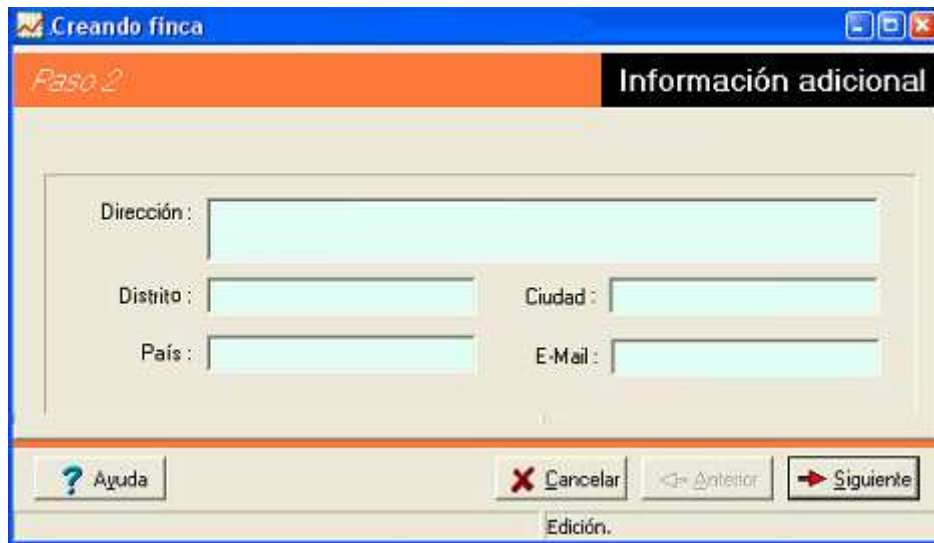 Creando finca
Paso 2 Información adicional
Dirección :
Distrito : Ciudad :
País : E-Mail :
? Ayuda Cancelar Anterior Siguiente
Edición.